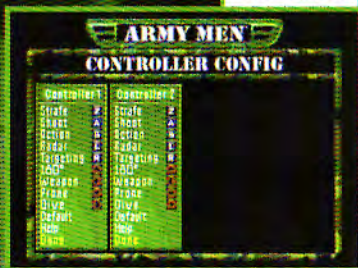 ARMY MEN
CONTROLLER CONFIG
Controller 1 Controller 2
Strafe Z Strafe Z
Shoot A Shoot A
Action B Action B
Radar L Radar L
Targeting R Targeting R
180° 180°
Weapon Weapon
Prone Prone
Dive Dive
Default Default
Help Help
Done Done